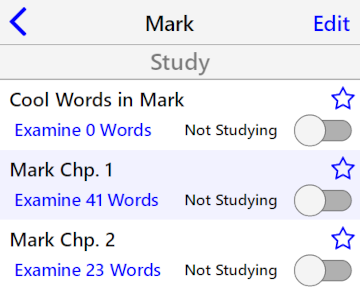 Mark Edit
Study
Cool Words in Mark
Examine 0 Words Not Studying
Mark Chp. 1
Examine 41 Words Not Studying
Mark Chp. 2
Examine 23 Words Not Studying